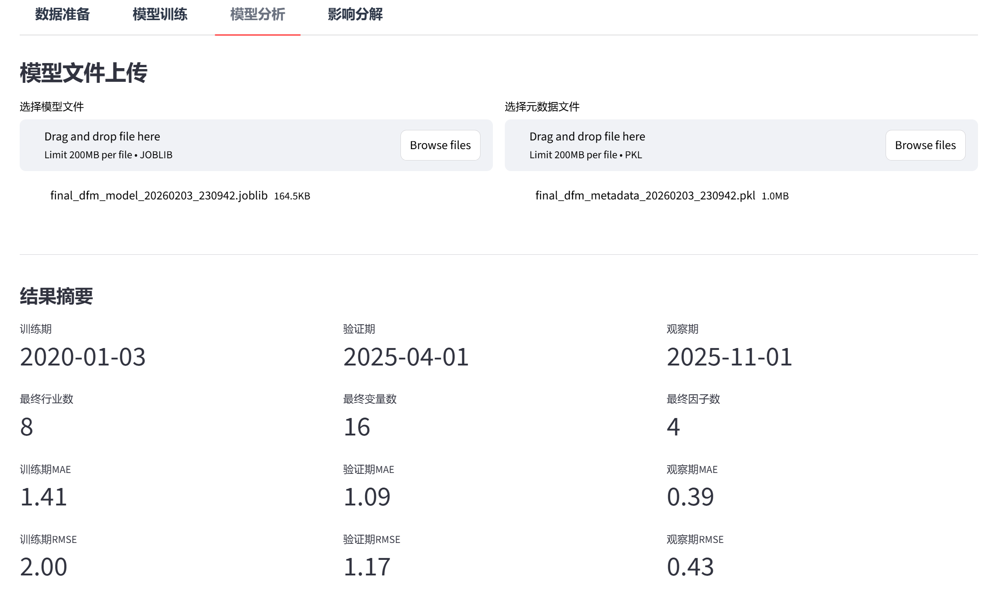 数据准备 模型训练 模型分析 影响分解
模型文件上传
选择模型文件
Drag and drop file here
Limit 200MB per file • JOBLIB
Browse files
final_dfm_model_20260203_230942.joblib 164.5KB
选择元数据文件
Drag and drop file here
Limit 200MB per file • PKL
Browse files
final_dfm_metadata_20260203_230942.pkl 1.0MB
结果摘要
训练期 验证期 观察期
2020-01-03 2025-04-01 2025-11-01
最终行业数 最终变量数 最终因子数
8 16 4
训练期MAE 验证期MAE 观察期MAE
1.41 1.09 0.39
训练期RMSE 验证期RMSE 观察期RMSE
2.00 1.17 0.43